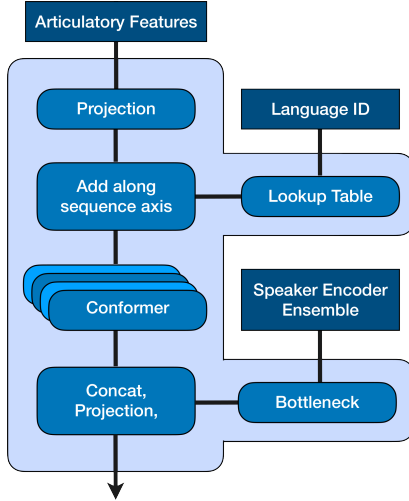 Articulatory Features
Projection
Language ID
Add along
sequence axis
Lookup Table
Conformer
Speaker Encoder
Ensemble
Concat,
Projection,
Bottleneck